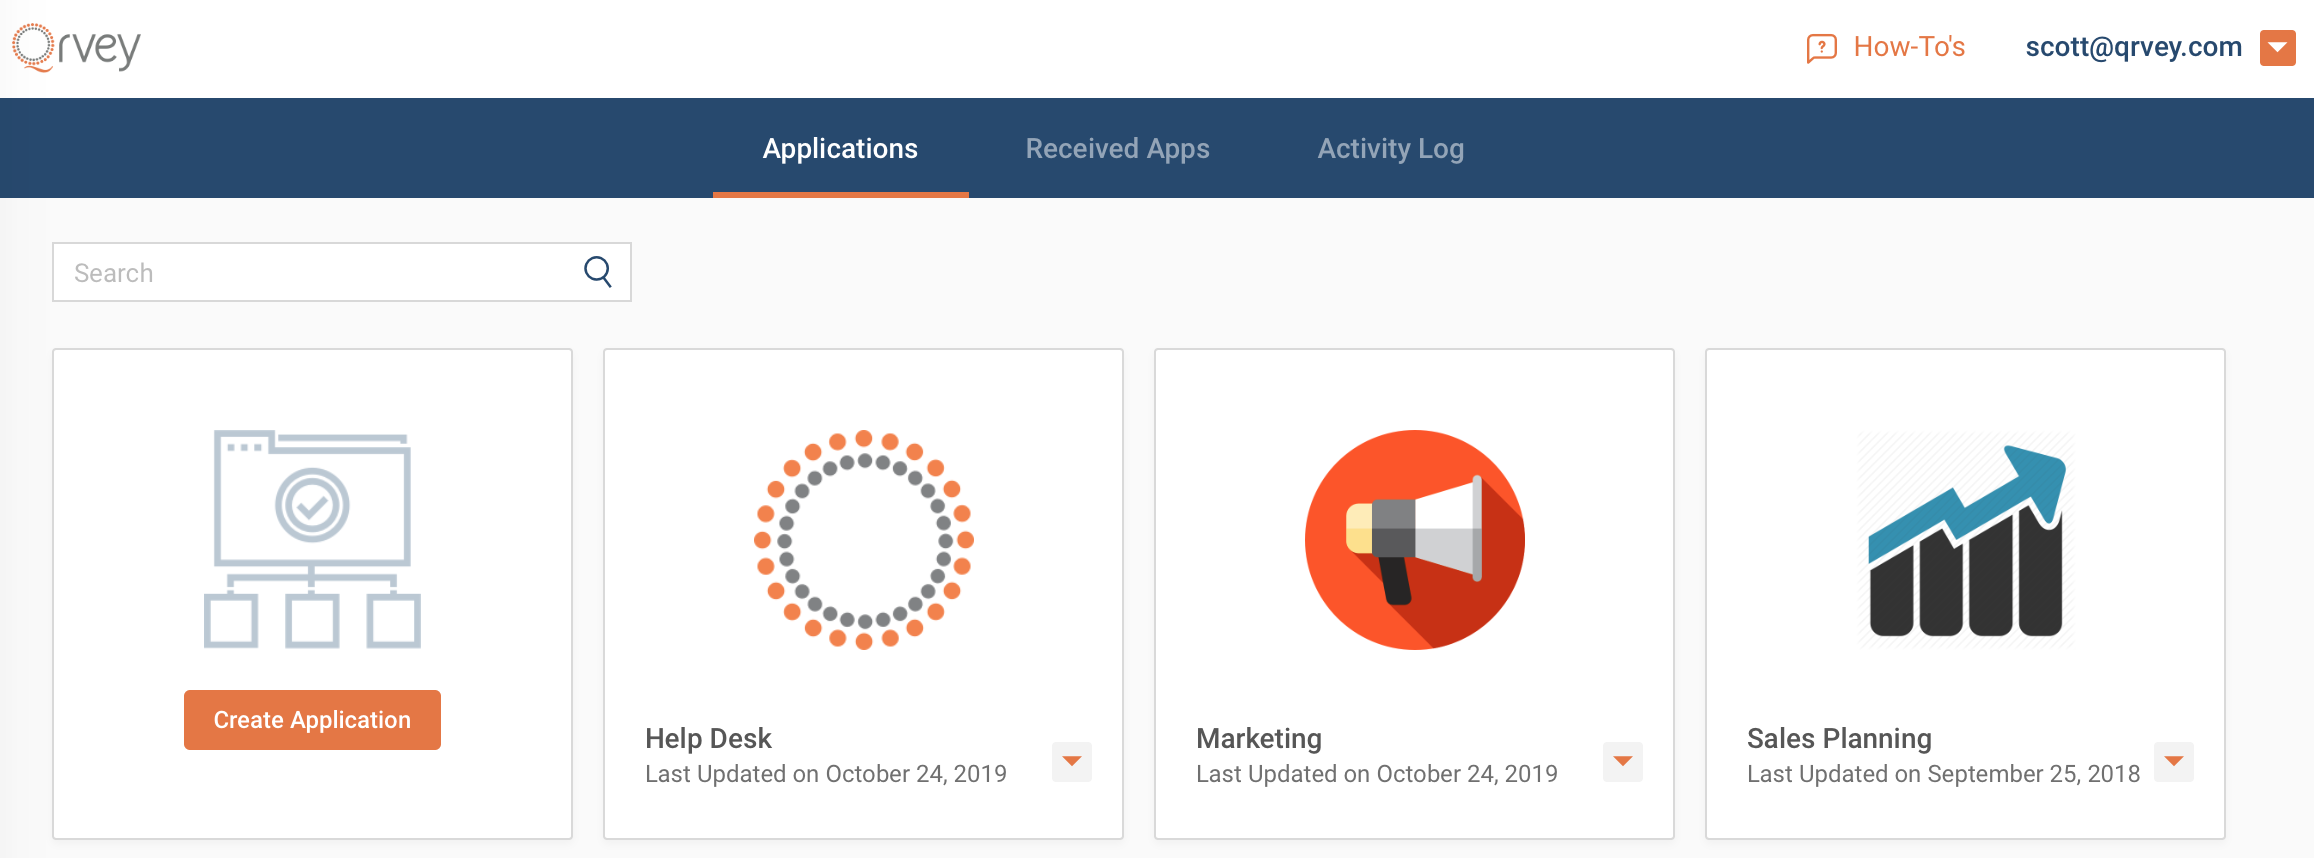 Qrvey
How-To's
scott@qrvey.com
Applications
Received Apps
Activity Log
Search
Create Application
Help Desk
Last Updated on October 24, 2019
Marketing
Last Updated on October 24, 2019
Sales Planning
Last Updated on September 25, 2018